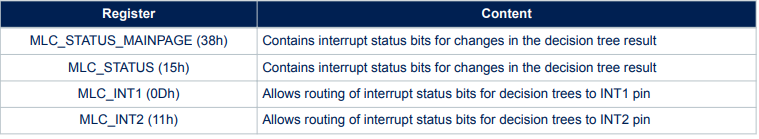 Register Content
MLC_STATUS_MAINPAGE (38h) Contains interrupt status bits for changes in the decision tree result
MLC_STATUS (15h) Contains interrupt status bits for changes in the decision tree result
MLC_INT1 (0Dh) Allows routing of interrupt status bits for decision trees to INT1 pin
MLC_INT2 (11h) Allows routing of interrupt status bits for decision trees to INT2 pin